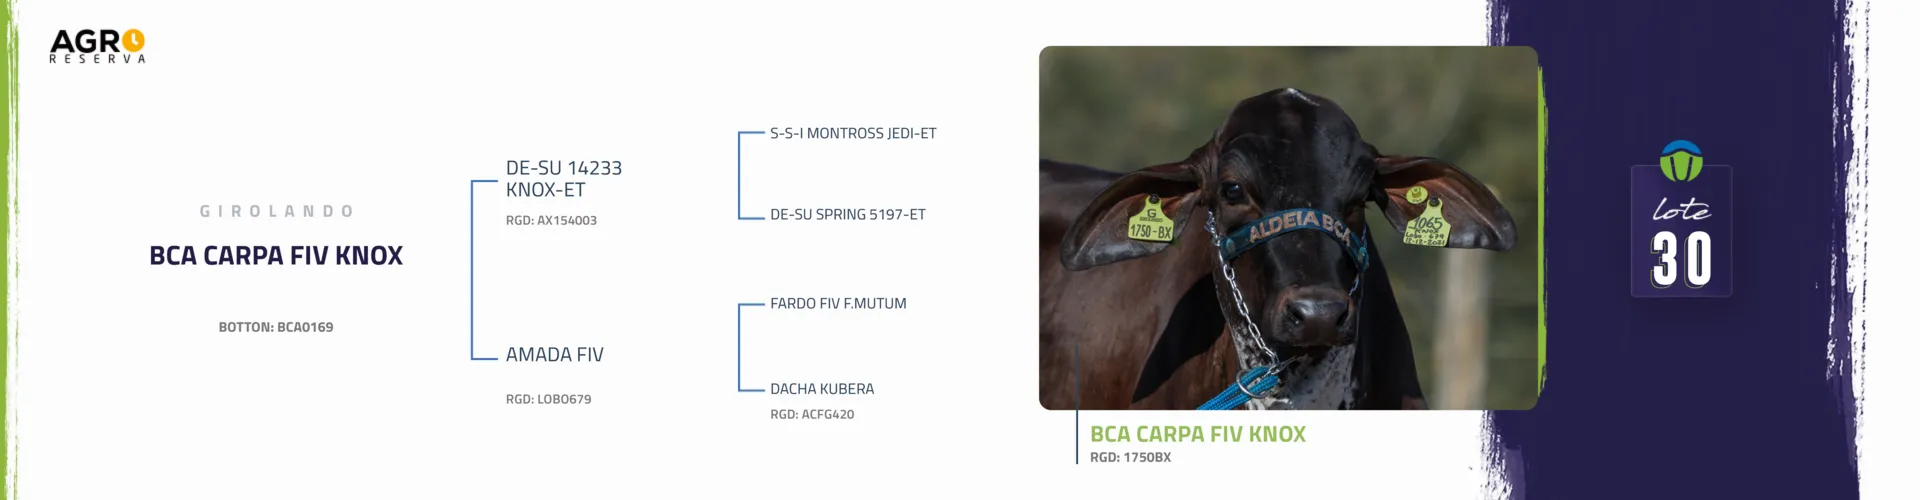 AGRO
RESERVA
GIROLANDO
BCA CARPA FIV KNOX
BOTTON: BCA0169
DE-SU 14233
KNOX-ET
RGD: AX154003
AMADA FIV
RGD: LOBO679
S-S-I MONTROSS JEDI-ET
DE-SU SPRING 5197-ET
FARDO FIV F.MUTUM
DACHA KUBERA
RGD: ACFG420
ALDEIA BCA
G
1750-BX
1065
BCA CARPA FIV KNOX
RGD: 1750BX
lote
30